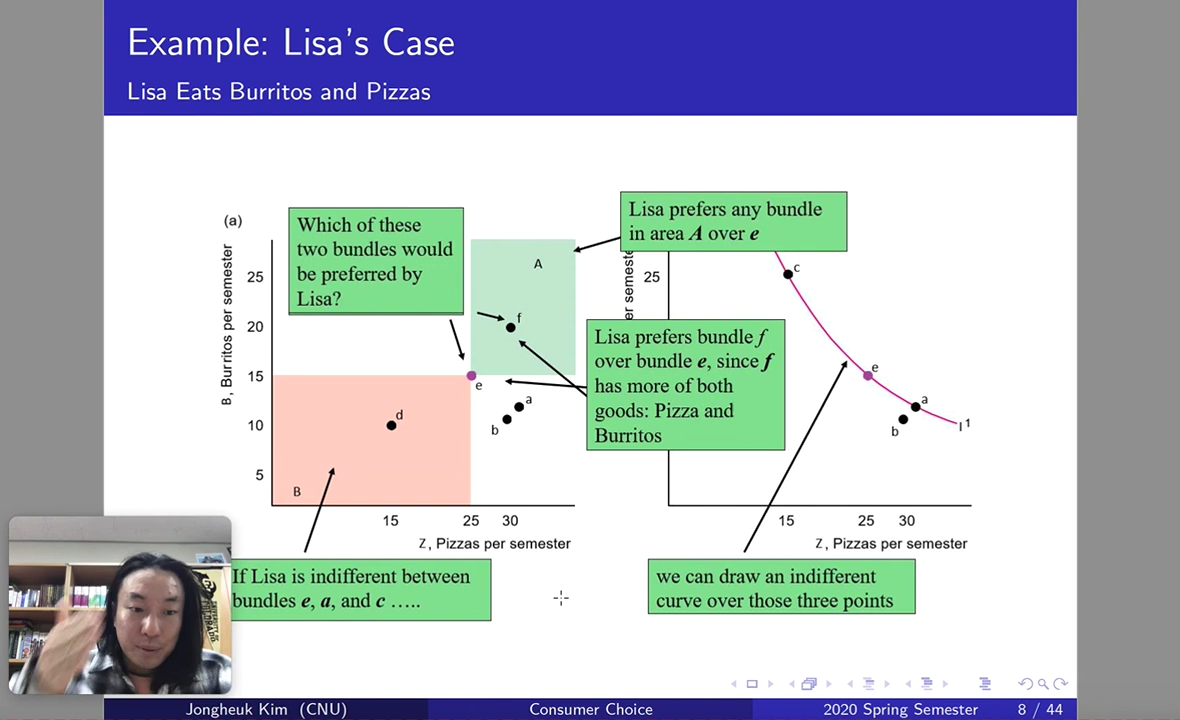 Example: Lisa's Case
Lisa Eats Burritos and Pizzas
(a)
B, Burritos per semester
25
20
15
10
5
15
25
30
Z, Pizzas per semester
Which of these
two bundles would
be preferred by
Lisa?
A
f
e
d
a
b
B
Lisa prefers any bundle
in area A over e
Lisa prefers bundle f
over bundle e, since f
has more of both
goods: Pizza and
Burritos
If Lisa is indifferent between
bundles e, a, and c …..
per semeste
25
c
e
a
b
I¹
15
25
30
Z, Pizzas per semester
we can draw an indifferent
curve over those three points
Jongheuk Kim (CNU)
Consumer Choice
2020 Spring Semester
8 / 44